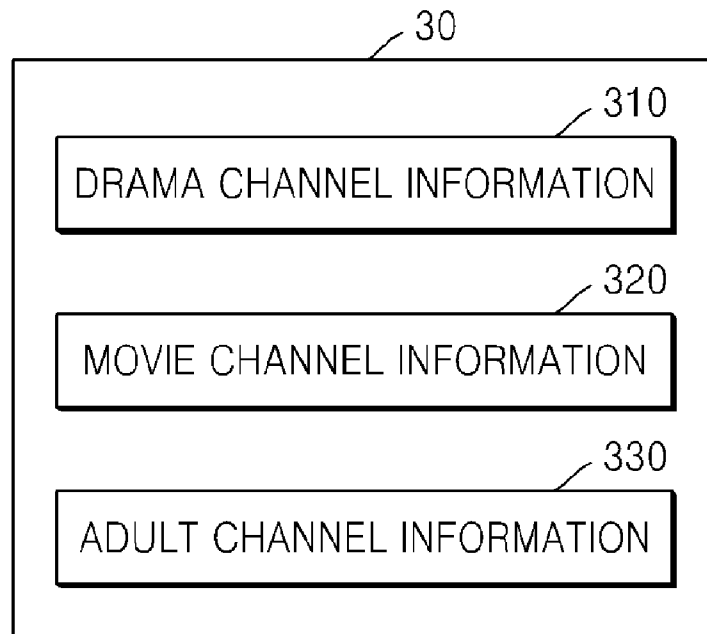 30
310
DRAMA CHANNEL INFORMATION
320
MOVIE CHANNEL INFORMATION
330
ADULT CHANNEL INFORMATION